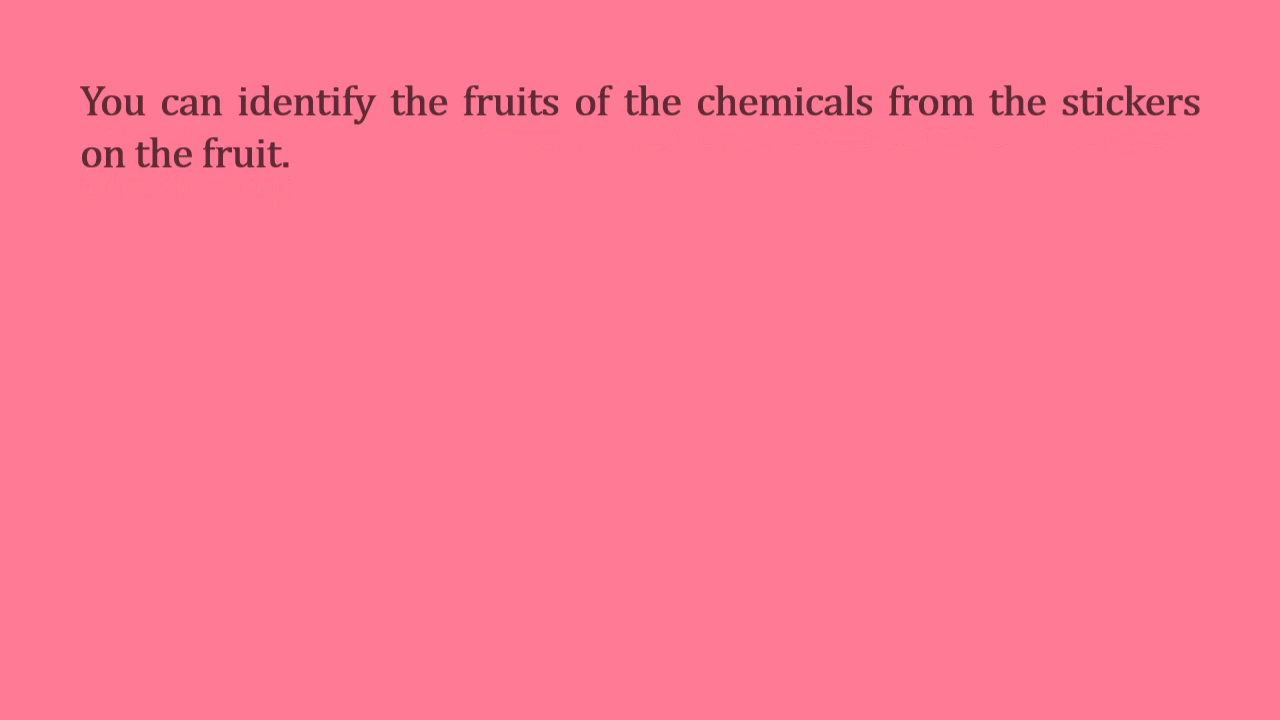 You can identify the fruits of the chemicals from the stickers
on the fruit.